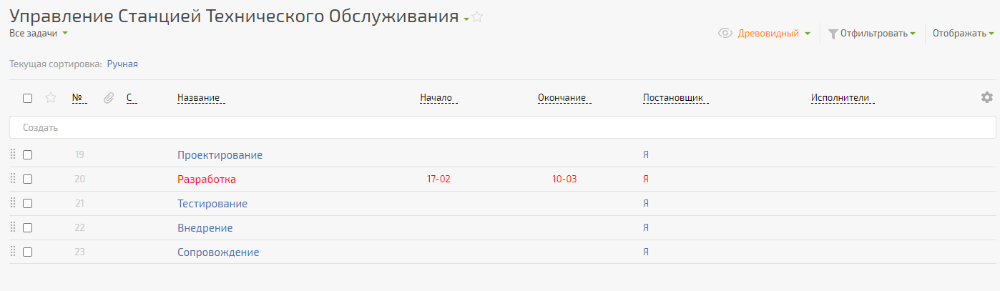 Управление Станцией Технического Обслуживания
Все задачи
Древовидный Отфильтровать Отображать
Текущая сортировка: Ручная
№ С Название Начало Окончание Постановщик Исполнители
Создать
19 Проектирование Я
20 Разработка 17-02 10-03 Я
21 Тестирование Я
22 Внедрение Я
23 Сопровождение Я